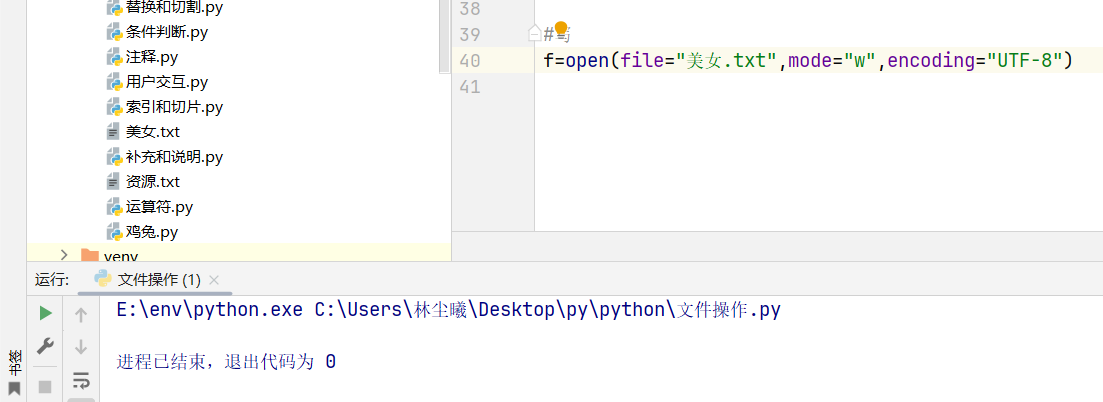 替换和切割.py
条件判断.py
注释.py
用户交互.py
索引和切片.py
美女.txt
补充和说明.py
资源.txt
运算符.py
鸡兔.py
venv
38
39 #写
40 f=open(file="美女.txt",mode="w",encoding="UTF-8")
41
运行: 文件操作 (1)
E:\env\python.exe C:\Users\林尘曦\Desktop\py\python\文件操作.py
进程已结束，退出代码为 0
书签